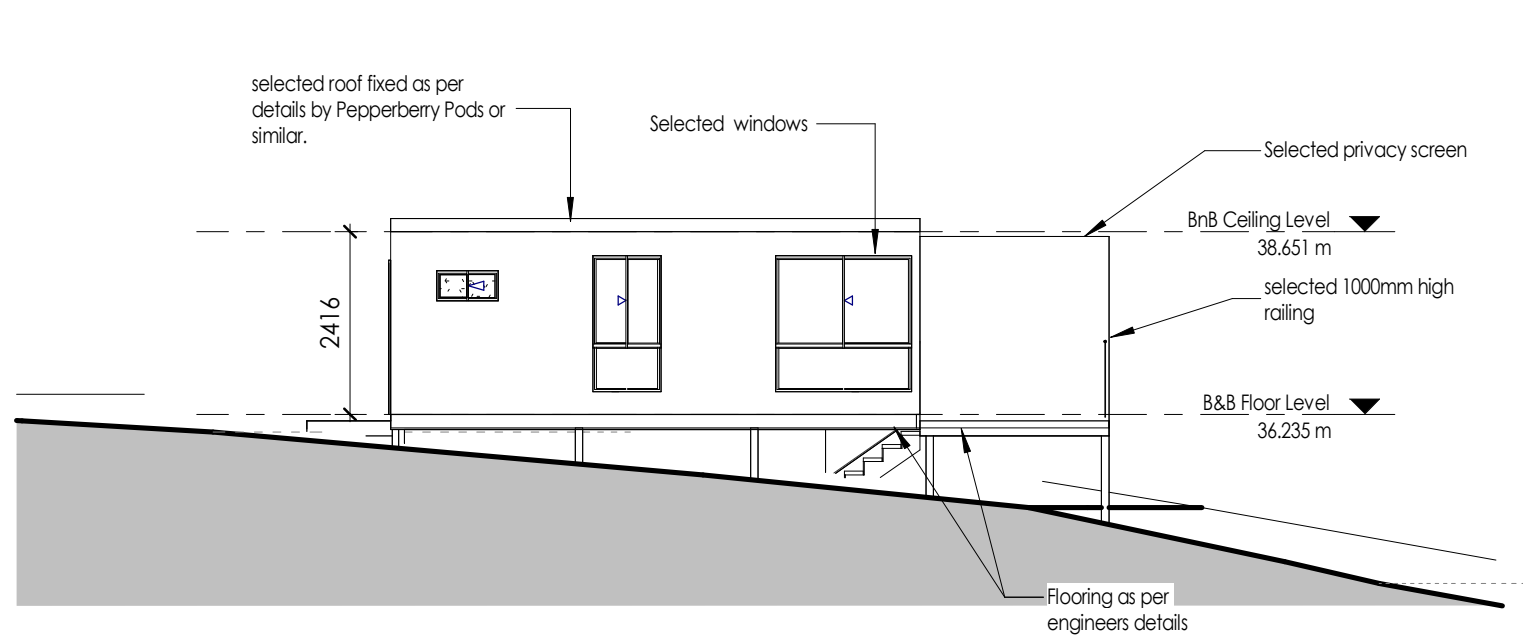 selected roof fixed as per
details by Pepperberry Pods or
similar.
Selected windows
Selected privacy screen
BnB Ceiling Level
38.651 m
selected 1000mm high
railing
2416
B&B Floor Level
36.235 m
Flooring as per
engineers details